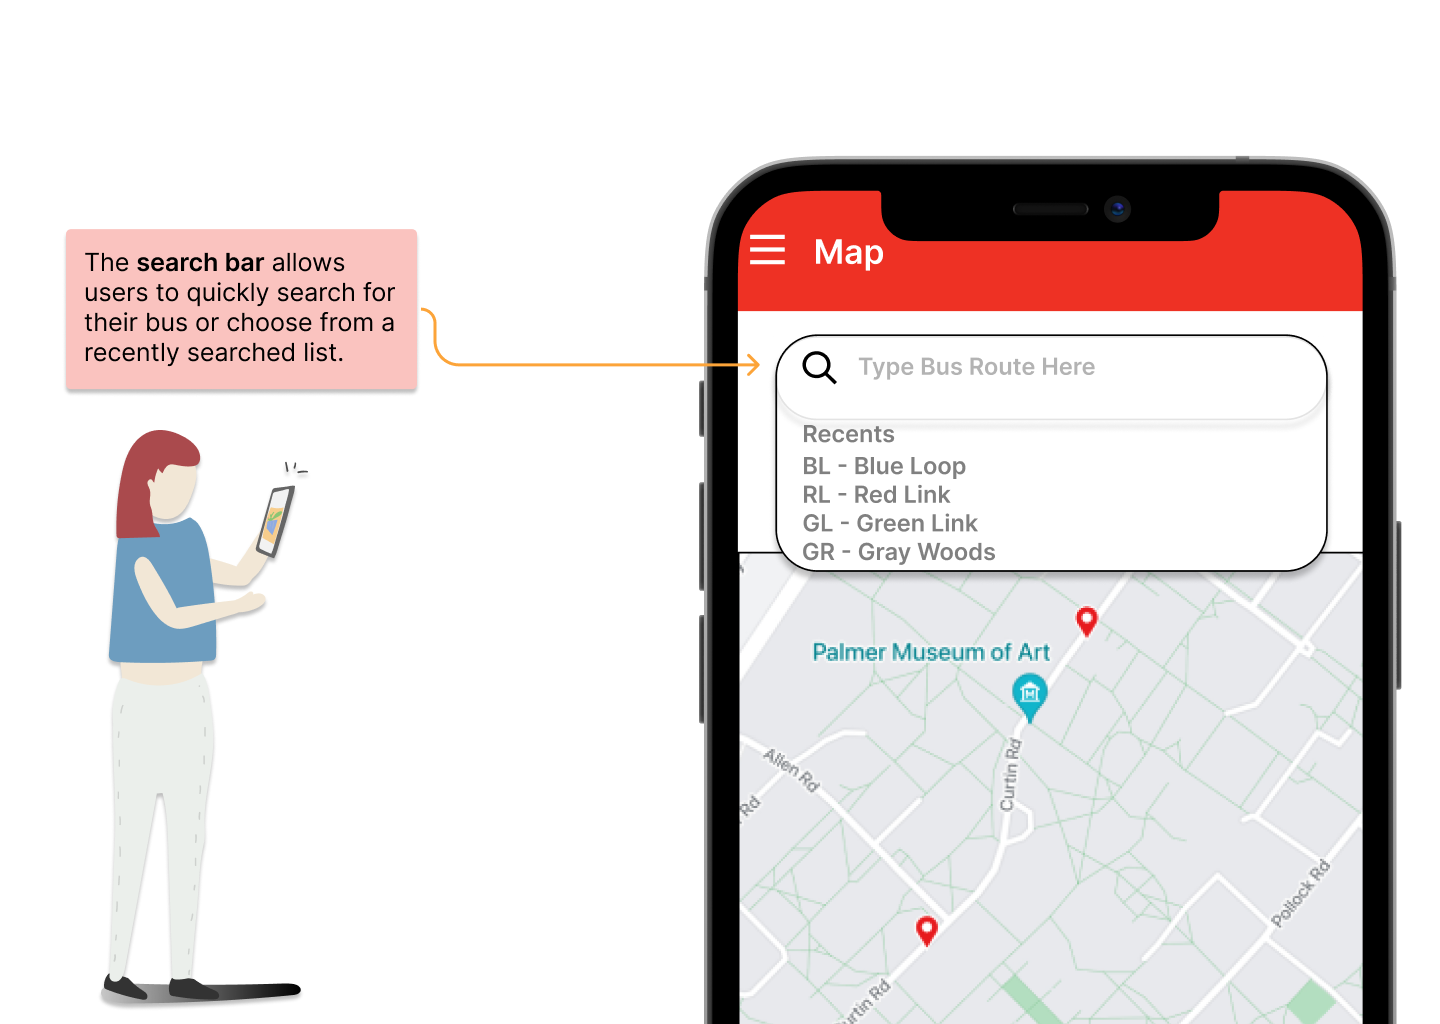 The search bar allows
users to quickly search for
their bus or choose from a
recently searched list.
Map
Type Bus Route Here
Recents
BL - Blue Loop
RL - Red Link
GL - Green Link
GR - Gray Woods
Palmer Museum of Art
Allen Rd
Curtin Rd
Rd
Pollock Rd
urtin Rd